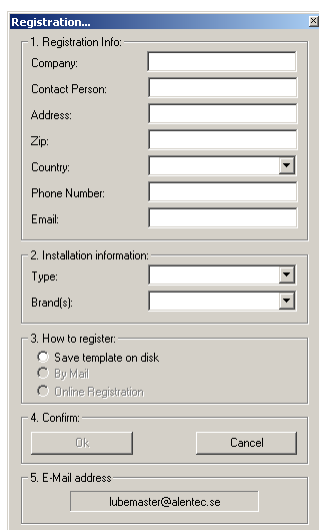 Registration...
1. Registration Info:
Company:
Contact Person:
Address:
Zip:
Country:
Phone Number:
Email:
2. Installation information:
Type:
Brand(s):
3. How to register:
Save template on disk
By Mail
Online Registration
4. Confirm:
Ok
Cancel
5. E-Mail address
lubemaster@alentec.se